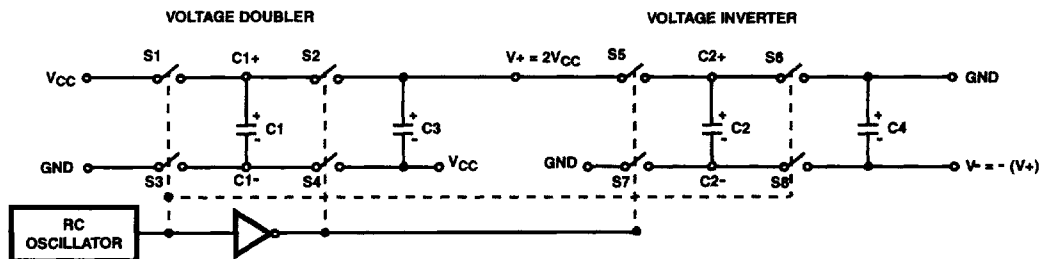 VOLTAGE DOUBLER VOLTAGE INVERTER
S1 C1+ S2 V+ = 2VCC S5 C2+ S6
VCC GND
+ C1 - + C3 - + C2 - + C4 -
GND VCC GND V- = - (V+)
S3 C1- S4 S7 C2- S8
RC
OSCILLATOR